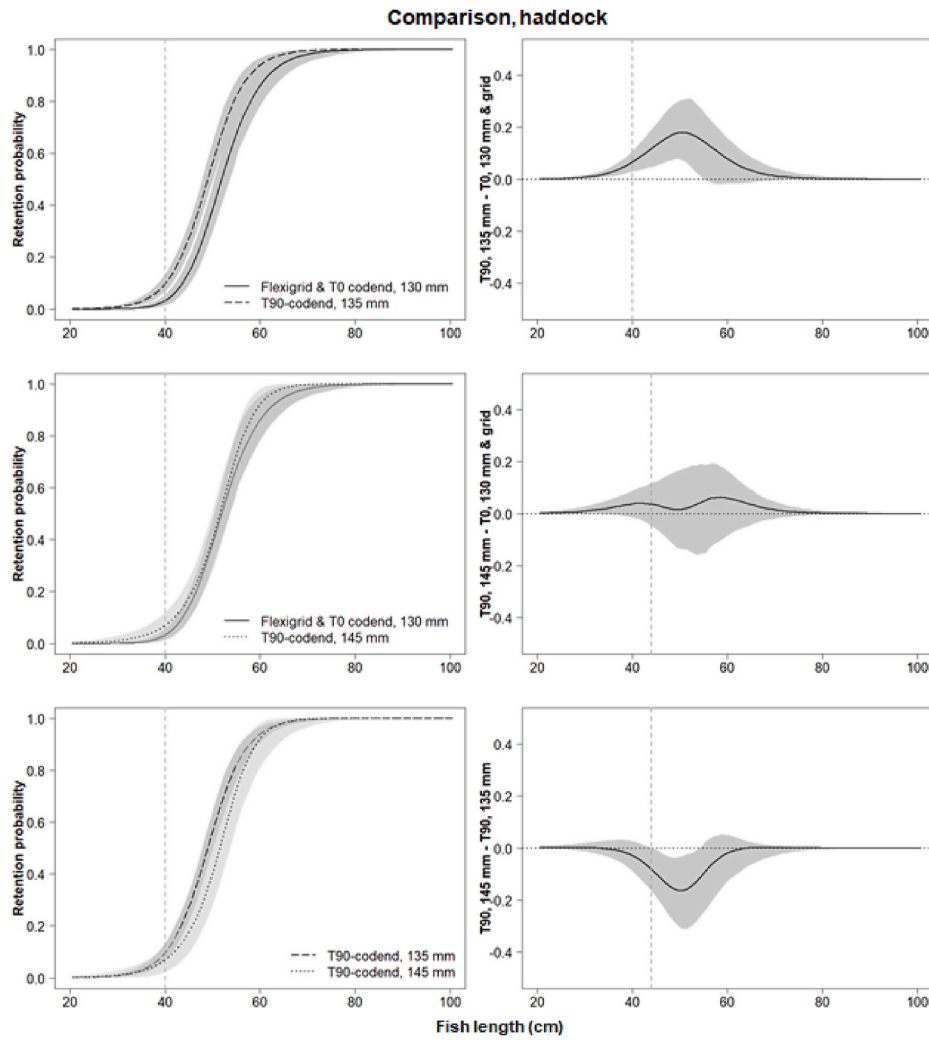 Comparison, haddock
Retention probability
1.0
0.8
0.6
0.4
0.2
0.0
Flexigrid & T0 codend, 130 mm
T90-codend, 135 mm
20 40 60 80 100
T90, 135 mm - T0, 130 mm & grid
0.4
0.2
0.0
-0.2
-0.4
20 40 60 80 100
Retention probability
1.0
0.8
0.6
0.4
0.2
0.0
Flexigrid & T0 codend, 130 mm
T90-codend, 145 mm
20 40 60 80 100
T90, 145 mm - T0, 130 mm & grid
0.4
0.2
0.0
-0.2
-0.4
20 40 60 80 100
Retention probability
1.0
0.8
0.6
0.4
0.2
0.0
T90-codend, 135 mm
T90-codend, 145 mm
20 40 60 80 100
T90, 145 mm - T90, 135 mm
0.4
0.2
0.0
-0.2
-0.4
20 40 60 80 100
Fish length (cm)